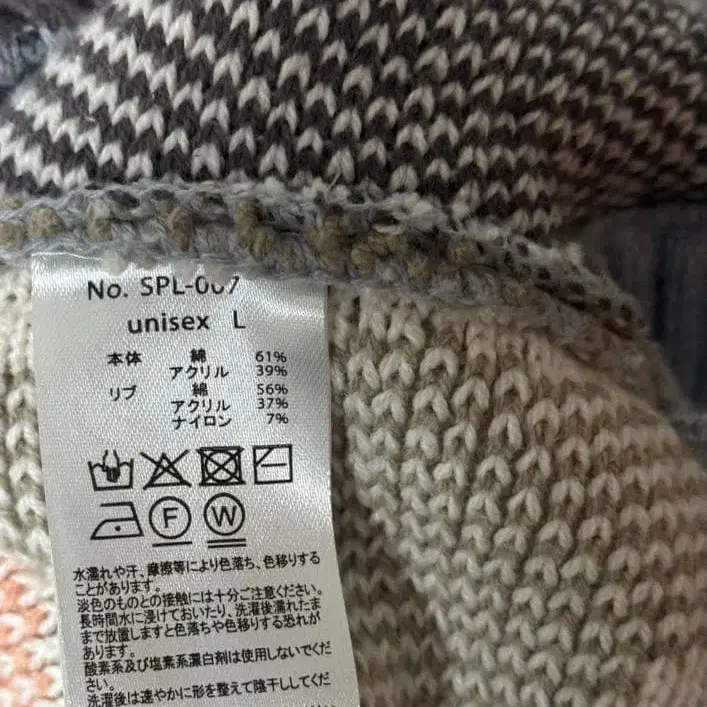 No. SPL-007
unisex L
本体 綿 61%
アクリル 39%
リブ 綿 56%
アクリル 37%
ナイロン 7%
F W
水濡れや汗、摩擦等により色落ち、色移りする
ことがあります。
淡色のものとの接触には十分ご注意ください。
長時間水に浸けておいたり、洗濯後濡れたま
まで放置しますと色落ちや色移りする恐れが
あります。
酸素系及び塩素系漂白剤は使用しないでくだ
さい。
洗濯後は速やかに形を整えて陰干ししてくだ